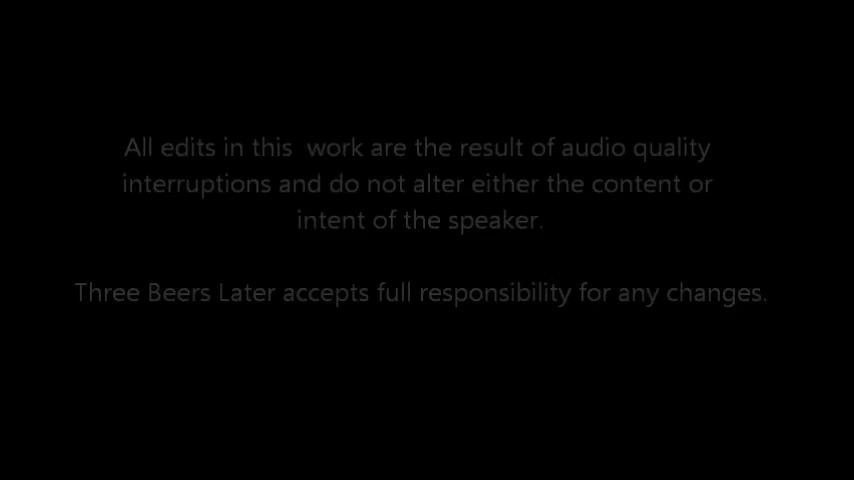 All edits in this  work are the result of audio quality
interruptions and do not alter either the content or
intent of the speaker.
Three Beers Later accepts full responsibility for any changes.